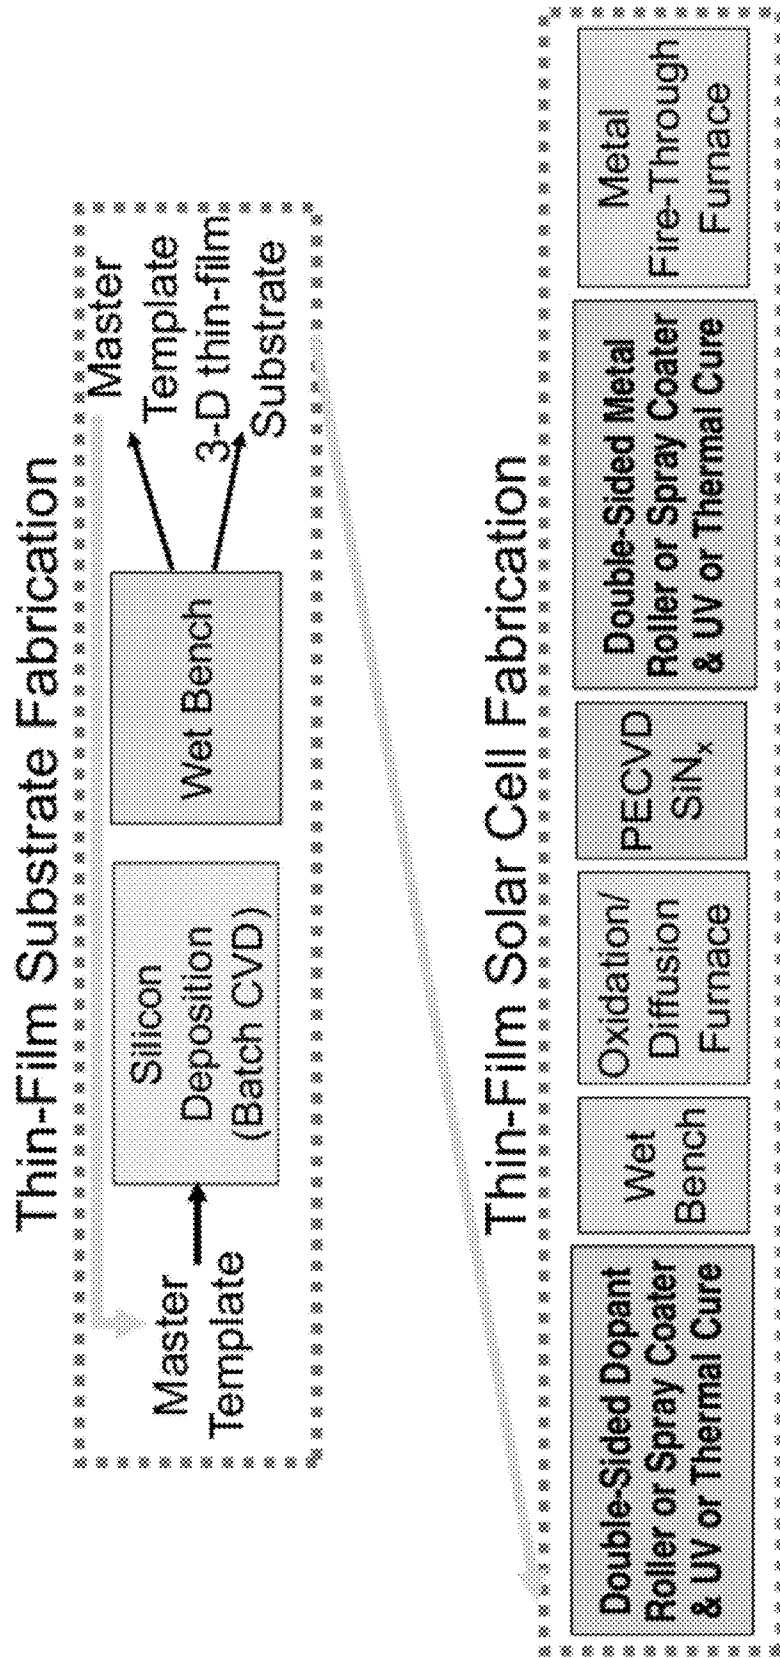 Thin-Film Substrate Fabrication
Master
Template
Silicon
Deposition
(Batch CVD)
Wet Bench
Master
Template
3-D thin-film
Substrate
Thin-Film Solar Cell Fabrication
Double-Sided Dopant
Roller or Spray Coater
& UV or Thermal Cure
Wet
Bench
Oxidation/
Diffusion
Furnace
PECVD
SiNₓ
Double-Sided Metal
Roller or Spray Coater
& UV or Thermal Cure
Metal
Fire-Through
Furnace